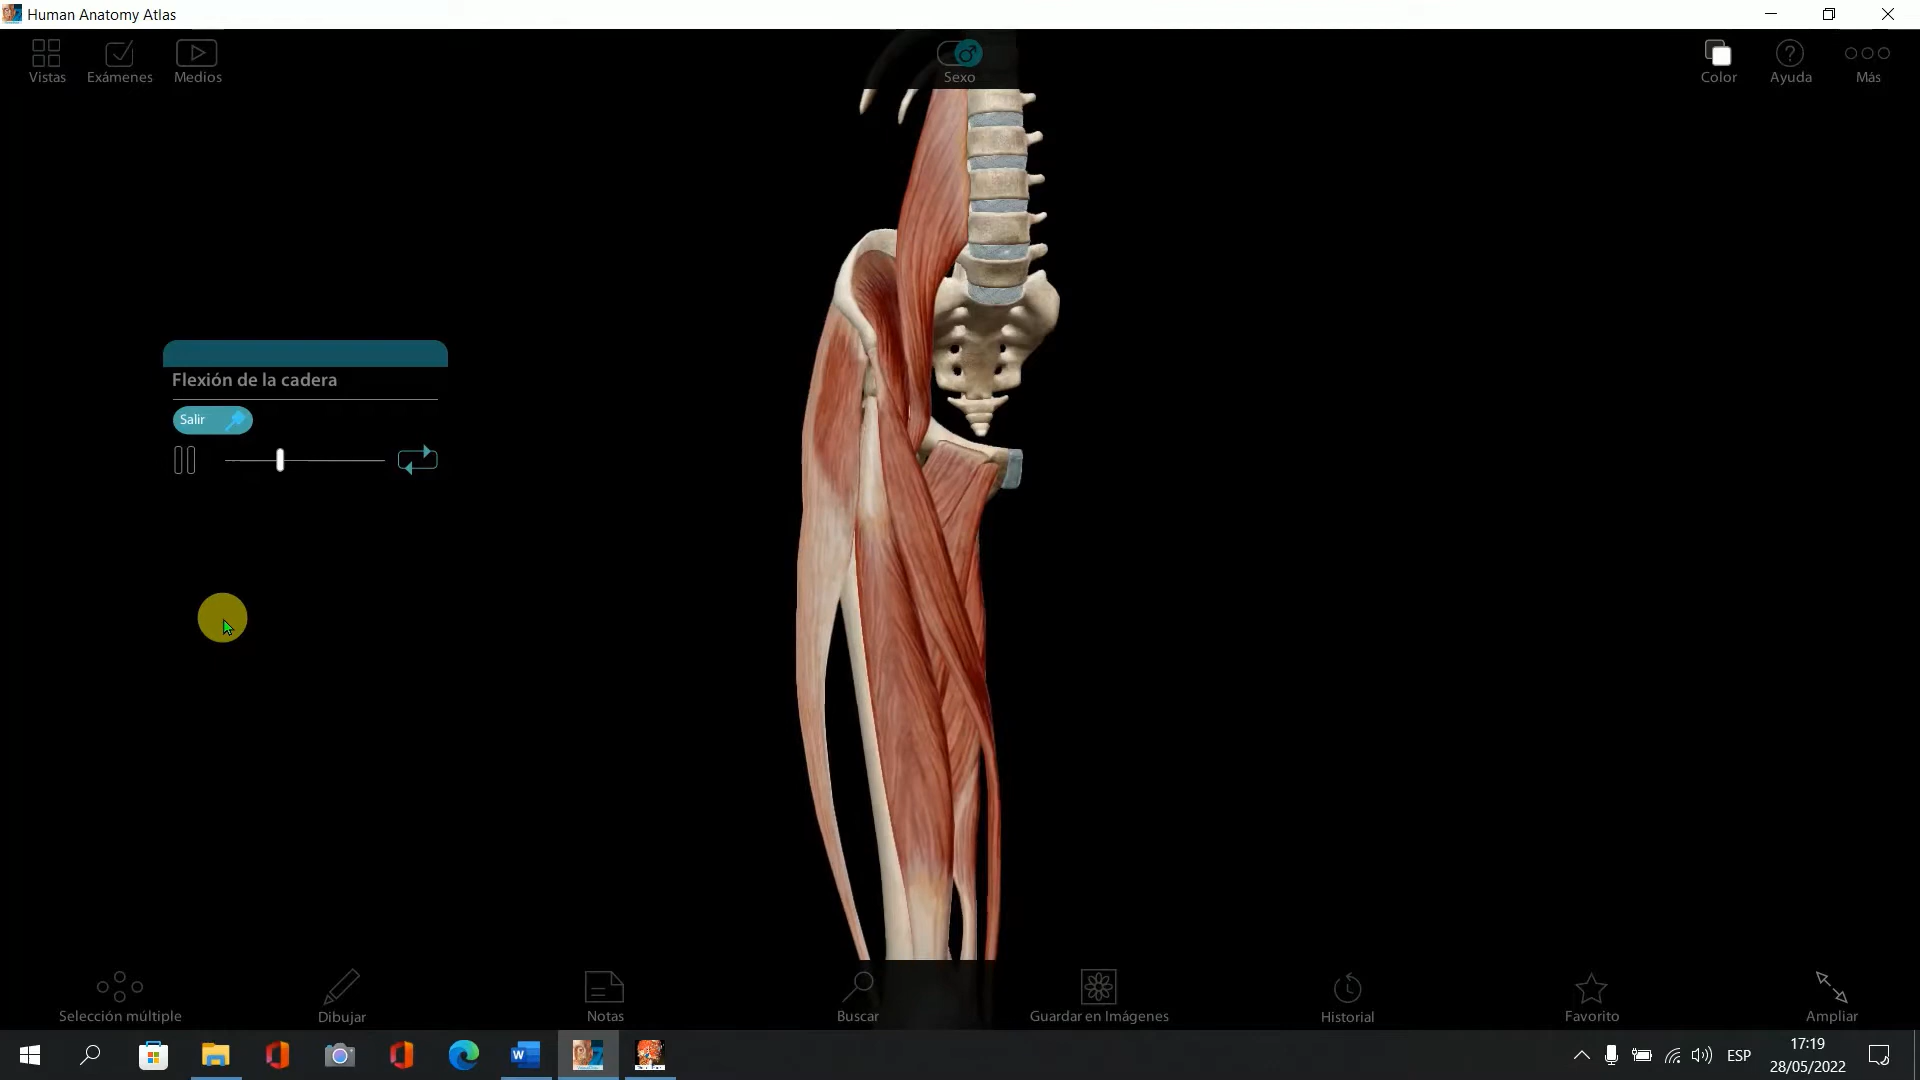 Human Anatomy Atlas
Vistas
Exámenes
Medios
Sexo
Color
Ayuda
Más
Flexión de la cadera
Salir
Selección múltiple
Dibujar
Notas
Buscar
Guardar en Imágenes
Historial
Favorito
Ampliar
ESP
17:19
28/05/2022